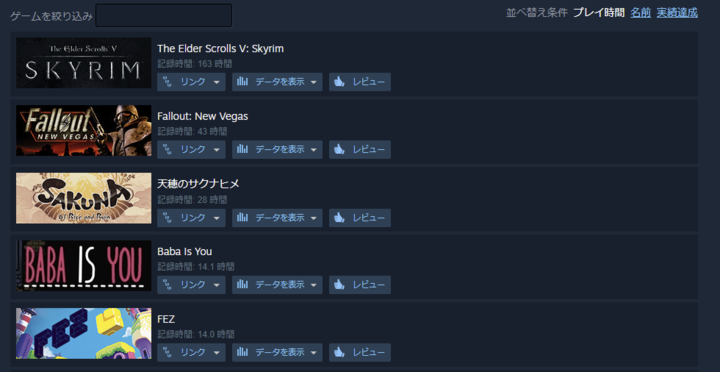 ゲームを絞り込み
並べ替え条件 プレイ時間 名前 実績達成
The Elder Scrolls V
SKYRIM
The Elder Scrolls V: Skyrim
記録時間: 163 時間
リンク データを表示 レビュー
Fallout
NEW VEGAS
Fallout: New Vegas
記録時間: 43 時間
リンク データを表示 レビュー
SAKUNA
Of Rice and Ruin
天穂のサクナヒメ
記録時間: 28 時間
リンク データを表示 レビュー
BABA IS YOU
Baba Is You
記録時間: 14.1 時間
リンク データを表示 レビュー
FEZ
FEZ
記録時間: 14.0 時間
リンク データを表示 レビュー